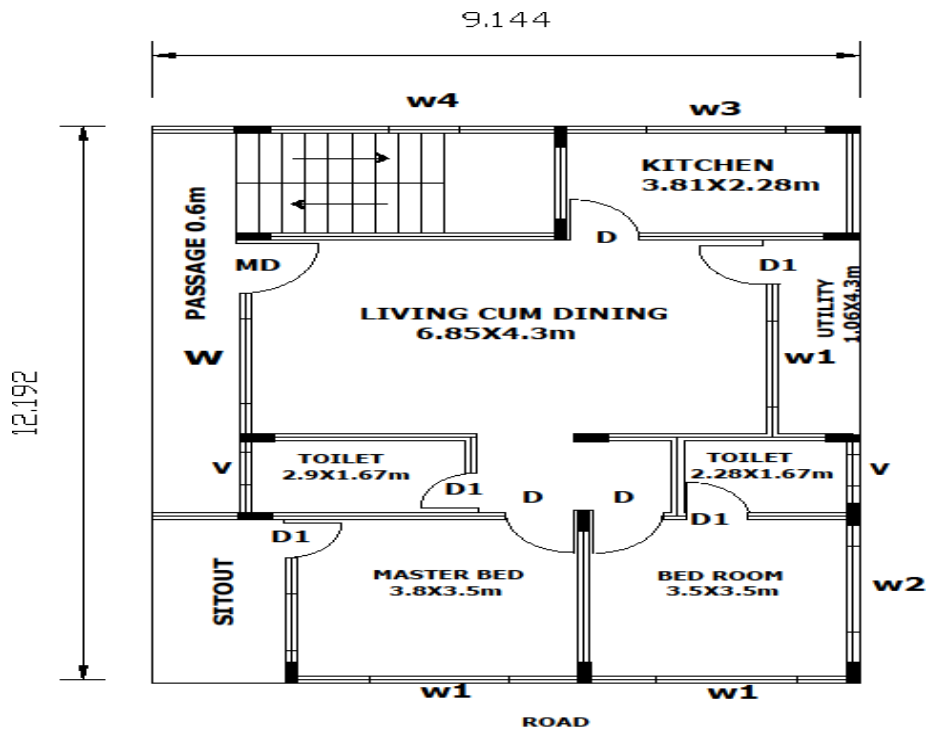 9.144
w4
w3
KITCHEN
3.81X2.28m
PASSAGE 0.6m
D
MD
D1
LIVING CUM DINING
6.85X4.3m
UTILITY
1.06X4.3m
W
w1
12.192
TOILET
2.9X1.67m
TOILET
2.28X1.67m
V
V
D1
D
D
D1
D1
SITOUT
MASTER BED
3.8X3.5m
BED ROOM
3.5X3.5m
w2
w1
w1
ROAD